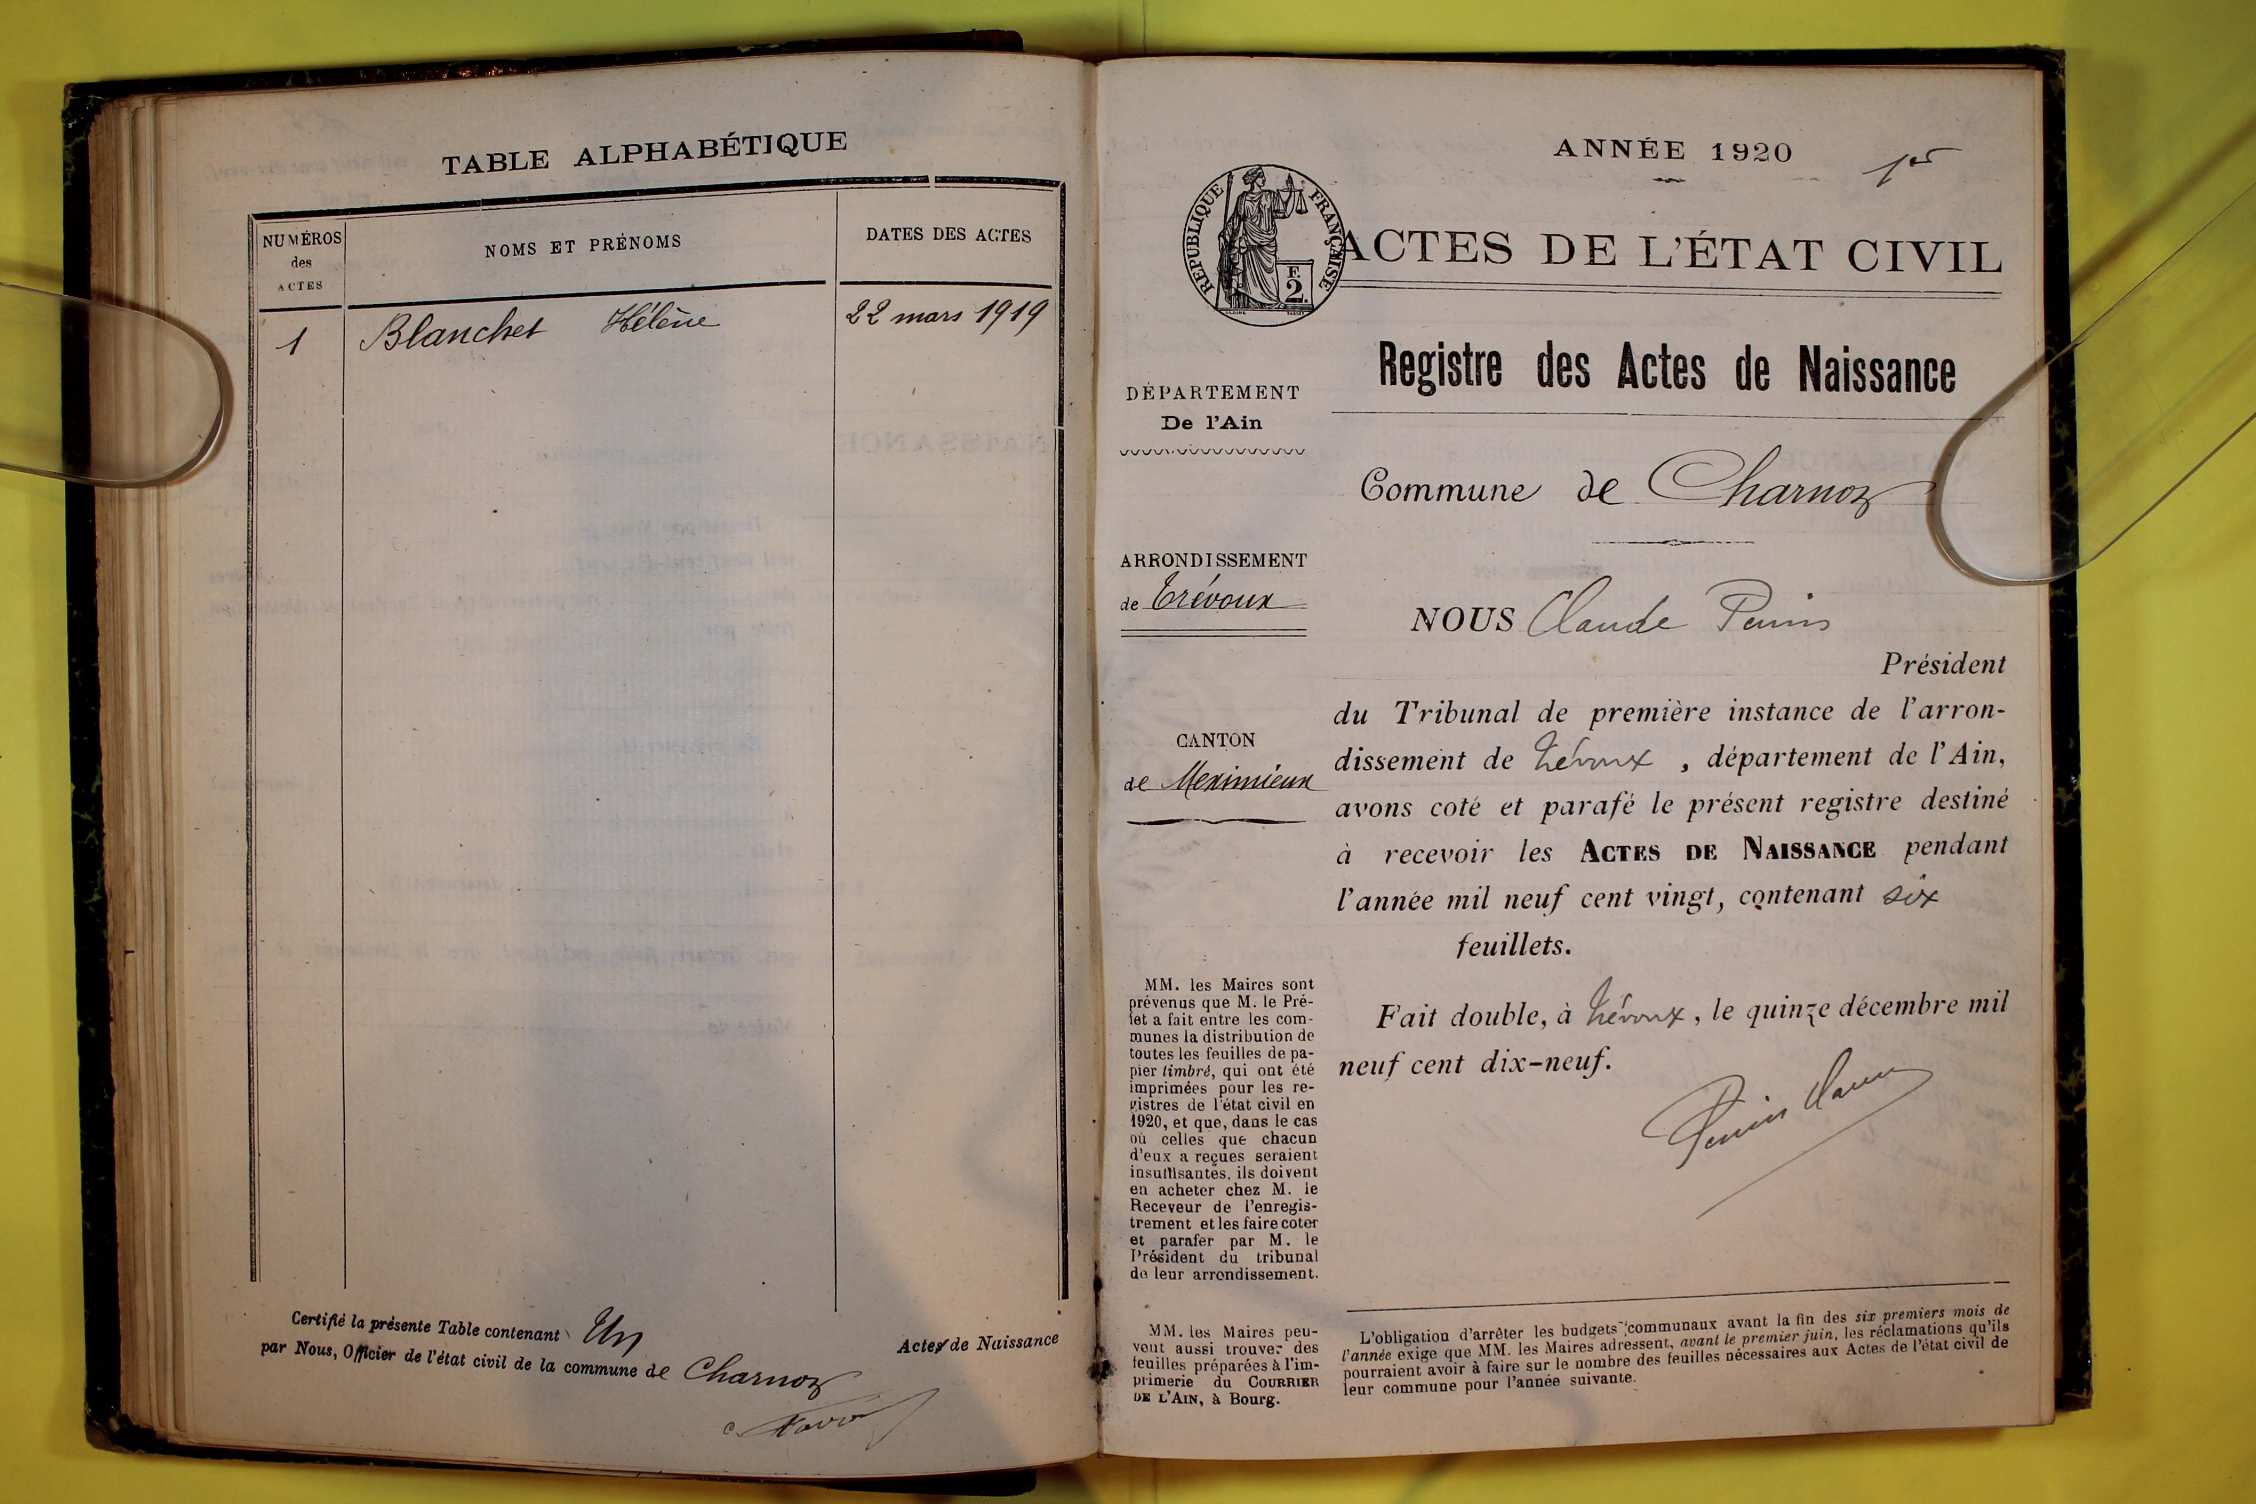 TABLE ALPHABÉTIQUE
NUMÉROS
des
ACTES
NOMS ET PRÉNOMS
DATES DES ACTES
1
Blanchet Hélène
22 mars 1919
Certifié la présente Table contenant Un
Actes de Naissance
par Nous, Officier de l'état civil de la commune de Charnoz
ANNÉE 1920
1er
RÉPUBLIQUE FRANÇAISE
F.
2.
ACTES DE L'ÉTAT CIVIL
Registre des Actes de Naissance
DÉPARTEMENT
De l'Ain
Commune de Charnoz
ARRONDISSEMENT
de Trévoux
NOUS Claude
Président
du Tribunal de première instance de l'arron-
dissement de Trévoux, département de l'Ain,
avons coté et parafé le présent registre destiné
à recevoir les ACTES DE NAISSANCE pendant
l'année mil neuf cent vingt, contenant six
feuillets.
Fait double, à Trévoux, le quinze décembre mil
neuf cent dix-neuf.
CANTON
de Meximieux
MM. les Maires sont
prévenus que M. le Pré-
fet a fait entre les com-
munes la distribution de
toutes les feuilles de pa-
pier timbré, qui ont été
imprimées pour les re-
gistres de l'état civil en
1920, et que, dans le cas
où celles que chacun
d'eux a reçues seraient
insuffisantes, ils doivent
en acheter chez M. le
Receveur de l'enregis-
trement et les faire coter
et parafer par M. le
Président du tribunal
de leur arrondissement.
MM. les Maires peu-
vent aussi trouver des
feuilles préparées à l'im-
primerie du COURRIER
DE L'AIN, à Bourg.
L'obligation d'arrêter les budgets communaux avant la fin des six premiers mois de
l'année exige que MM. les Maires adressent, avant le premier juin, les réclamations qu'ils
pourraient avoir à faire sur le nombre des feuilles nécessaires aux Actes de l'état civil de
leur commune pour l'année suivante.